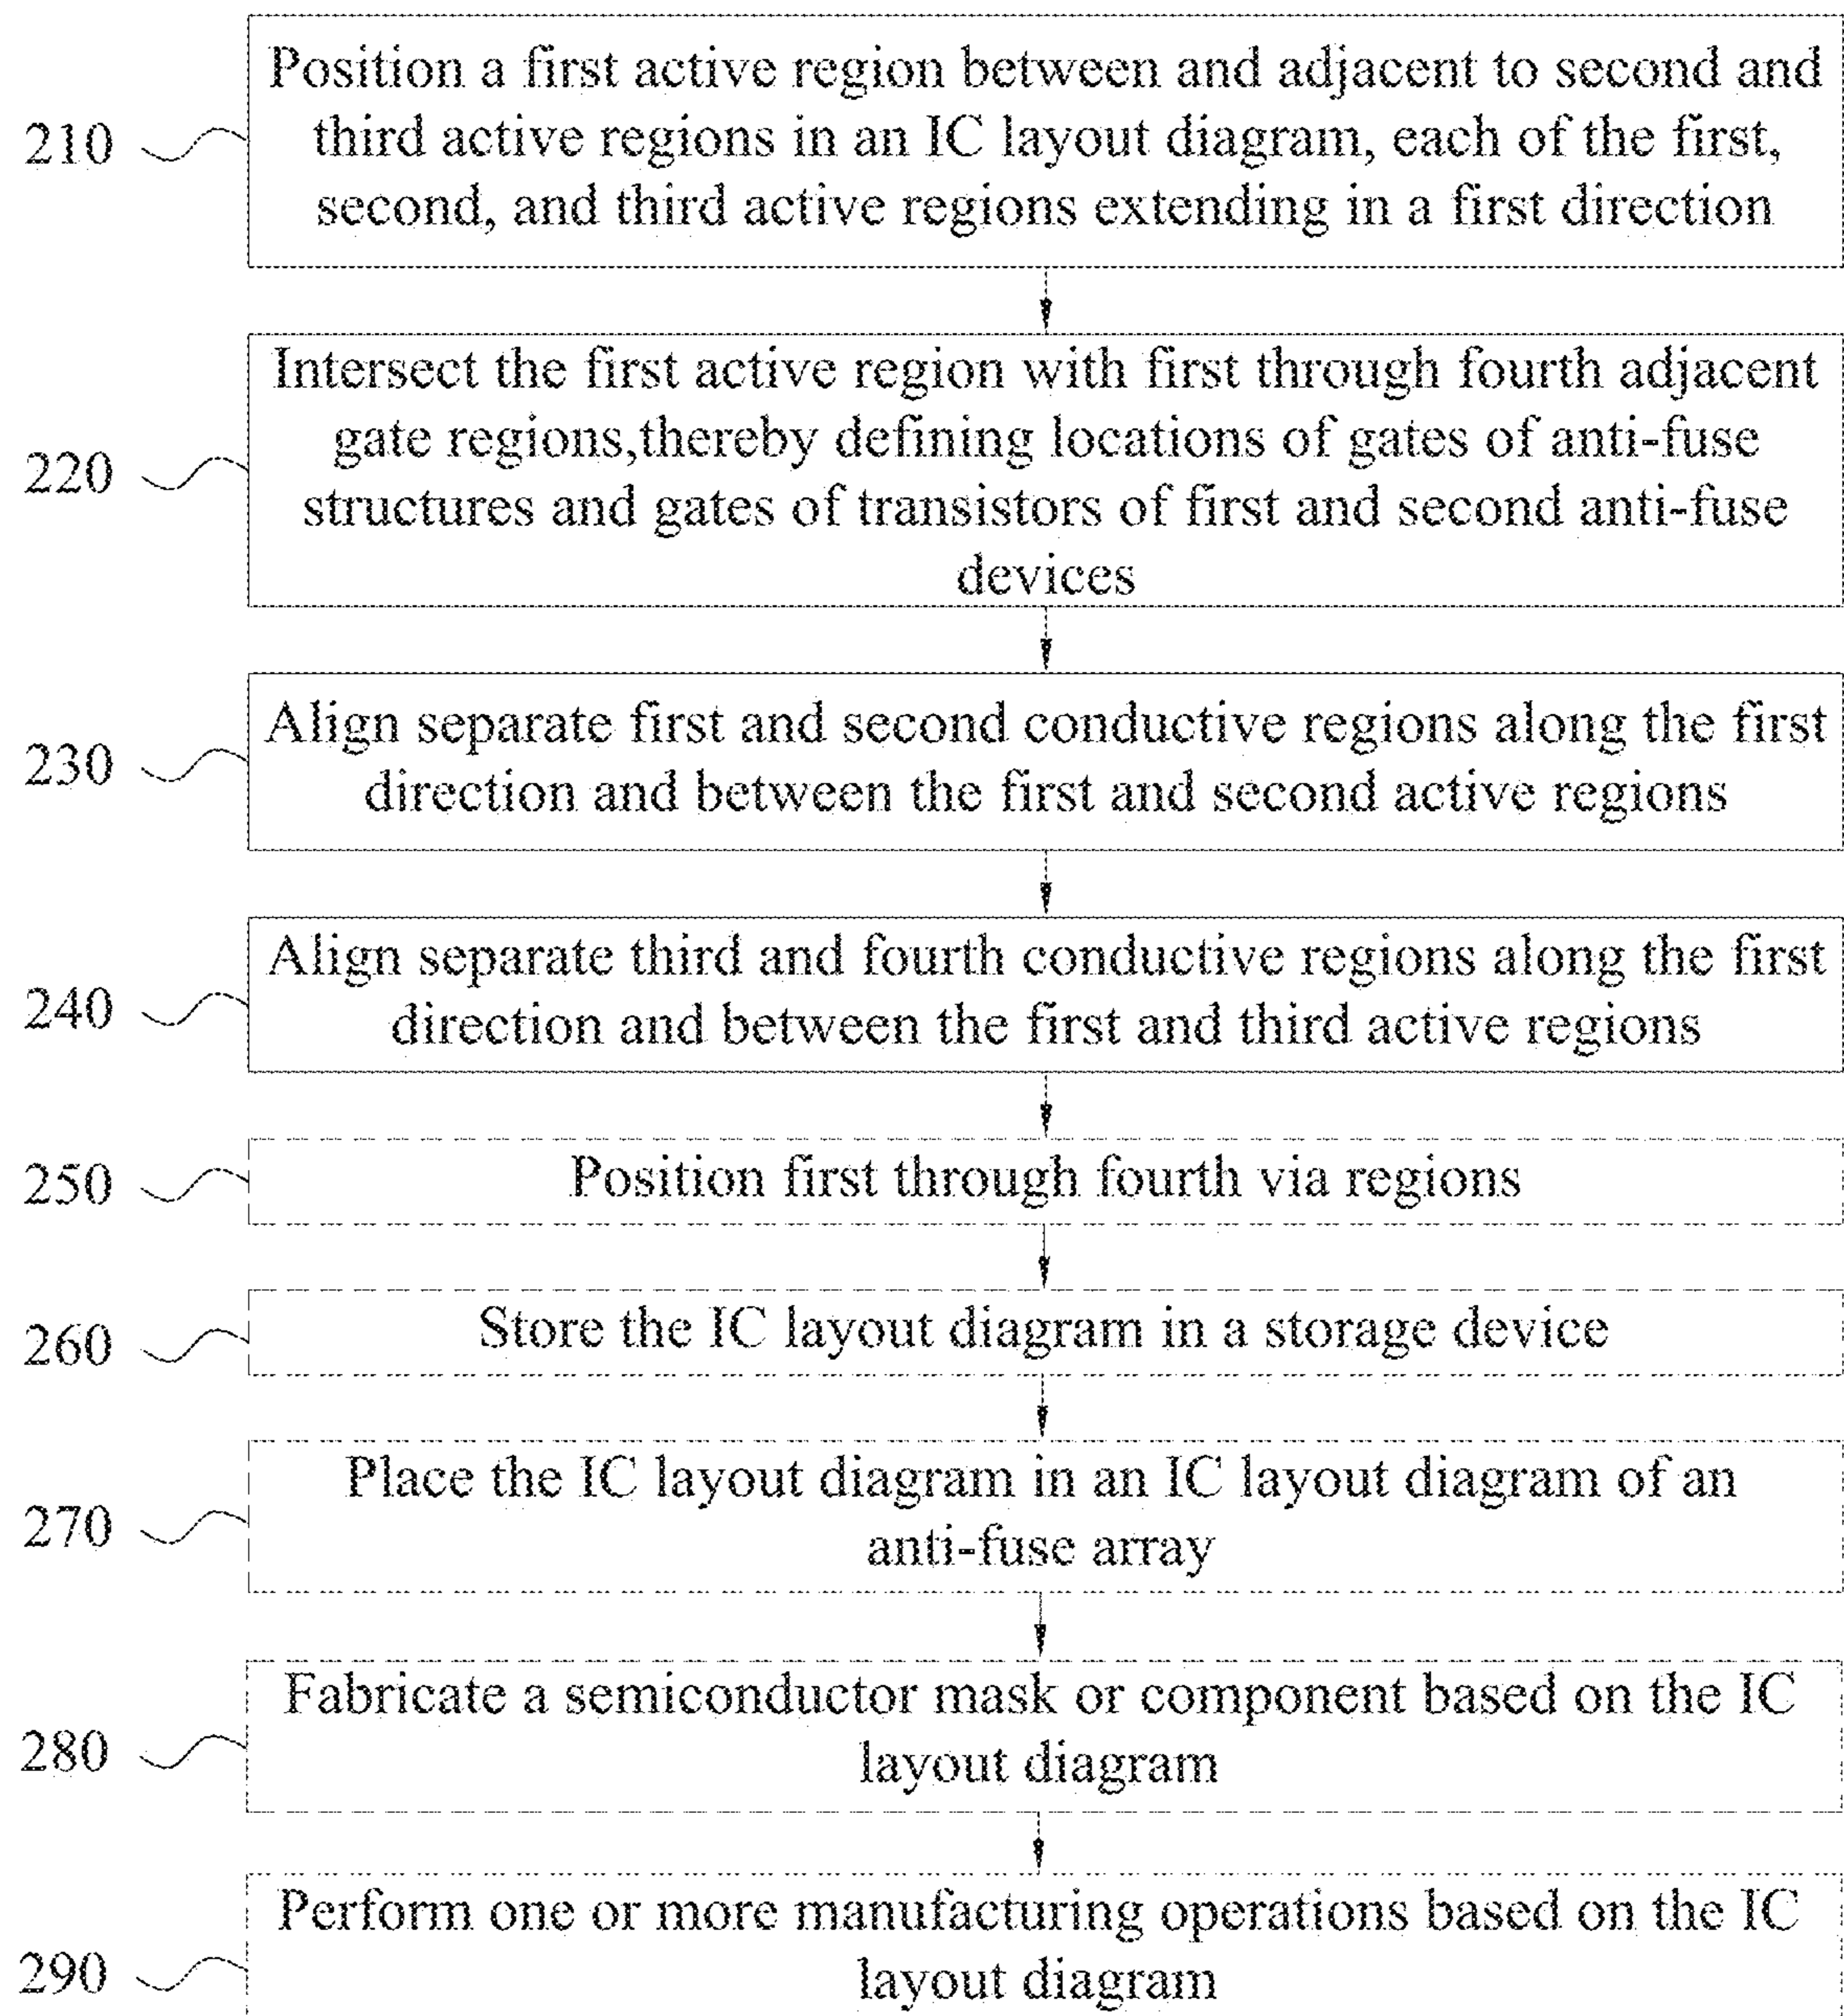 210
Position a first active region between and adjacent to second and
third active regions in an IC layout diagram, each of the first,
second, and third active regions extending in a first direction
220
Intersect the first active region with first through fourth adjacent
gate regions,thereby defining locations of gates of anti-fuse
structures and gates of transistors of first and second anti-fuse
devices
230
Align separate first and second conductive regions along the first
direction and between the first and second active regions
240
Align separate third and fourth conductive regions along the first
direction and between the first and third active regions
250
Position first through fourth via regions
260
Store the IC layout diagram in a storage device
270
Place the IC layout diagram in an IC layout diagram of an
anti-fuse array
280
Fabricate a semiconductor mask or component based on the IC
layout diagram
290
Perform one or more manufacturing operations based on the IC
layout diagram